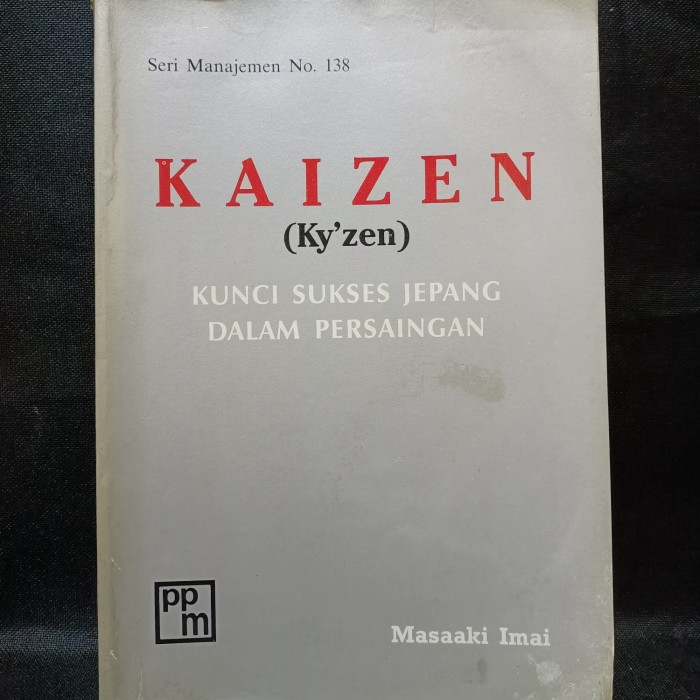 Seri Manajemen No. 138
KAIZEN
(Ky'zen)
KUNCI SUKSES JEPANG
DALAM PERSAINGAN
ppm
Masaaki Imai